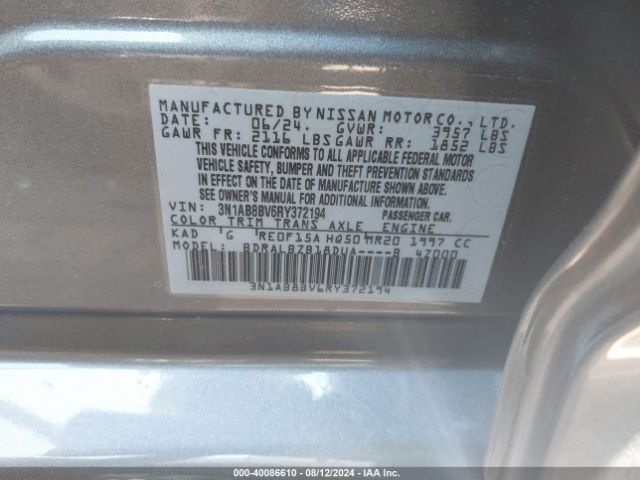 MANUFACTURED BY NISSAN MOTOR CO., LTD.
DATE: 06/24. GVWR: 3957 LBS
GAWR FR: 2116 LBS GAWR RR: 1852 LBS
THIS VEHICLE CONFORMS TO ALL APPLICABLE FEDERAL MOTOR
VEHICLE SAFETY, BUMPER AND THEFT PREVENTION STANDARDS
IN EFFECT ON THE DATE OF MANUFACTURE SHOWN ABOVE.
SEE OWNER'S MANUAL FOR ADDITIONAL INFORMATION.
VIN: 3N1AB8BV6RY372194 PASSENGER CAR.
COLOR TRIM TRANS AXLE ENGINE
KAD 'G 'RE0F15A HQ50 'MR20 1997 CC
MODEL: BDRALBZB18DUA----B 4Z000
3N1AB8BV6RY372194
000-40086610 - 08/12/2024 - IAA Inc.